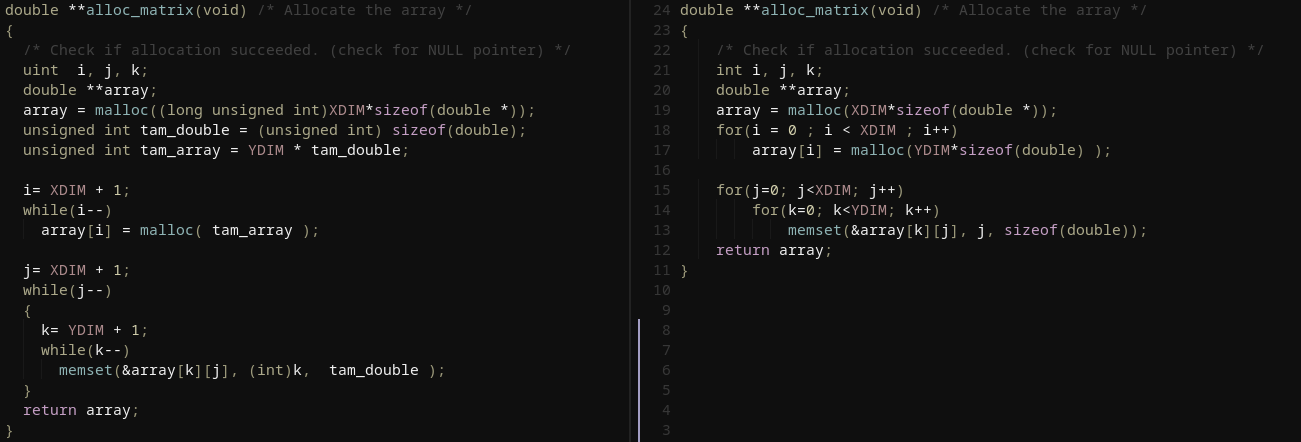 double **alloc_matrix(void) /* Allocate the array */
{
  /* Check if allocation succeeded. (check for NULL pointer) */
  uint  i, j, k;
  double **array;
  array = malloc((long unsigned int)XDIM*sizeof(double *));
  unsigned int tam_double = (unsigned int) sizeof(double);
  unsigned int tam_array = YDIM * tam_double;
  i= XDIM + 1;
  while(i--)
    array[i] = malloc( tam_array );
  j= XDIM + 1;
  while(j--)
  {
    k= YDIM + 1;
    while(k--)
      memset(&array[k][j], (int)k,  tam_double );
  }
  return array;
}
24 double **alloc_matrix(void) /* Allocate the array */
23 {
22     /* Check if allocation succeeded. (check for NULL pointer) */
21     int i, j, k;
20     double **array;
19     array = malloc(XDIM*sizeof(double *));
18     for(i = 0 ; i < XDIM ; i++)
17         array[i] = malloc(YDIM*sizeof(double) );
16
15     for(j=0; j<XDIM; j++)
14         for(k=0; k<YDIM; k++)
13             memset(&array[k][j], j, sizeof(double));
12     return array;
11 }
10
9
8
7
6
5
4
3